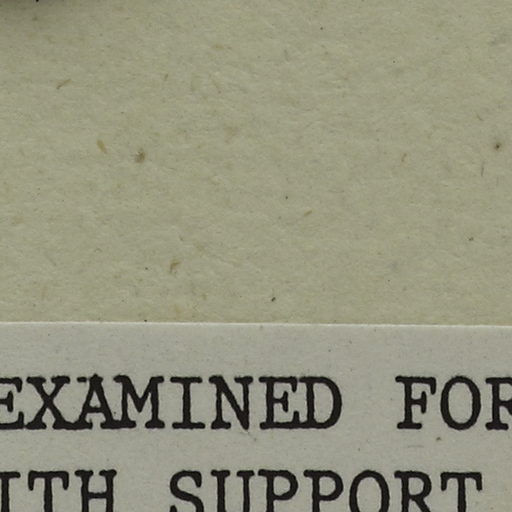 EXAMINED FOR
ITH SUPPORT